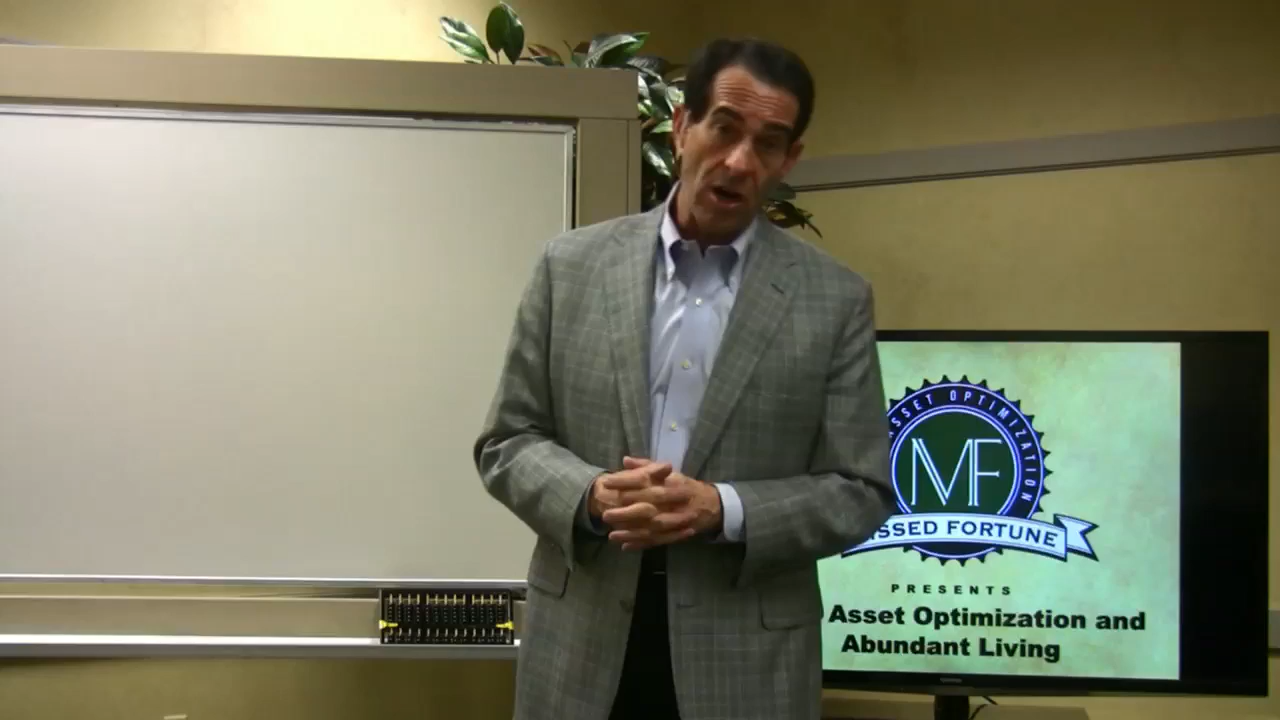 ASSET OPTIMIZATION
MF
SSED FORTUNE
PRESENTS
Asset Optimization and
Abundant Living